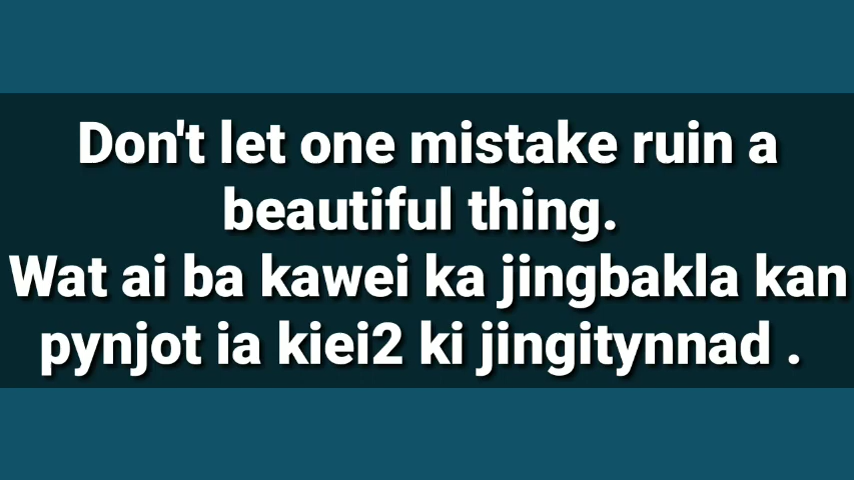 Don't let one mistake ruin a
beautiful thing.
Wat ai ba kawei ka jingbakla kan
pynjot ia kiei2 ki jingitynnad .